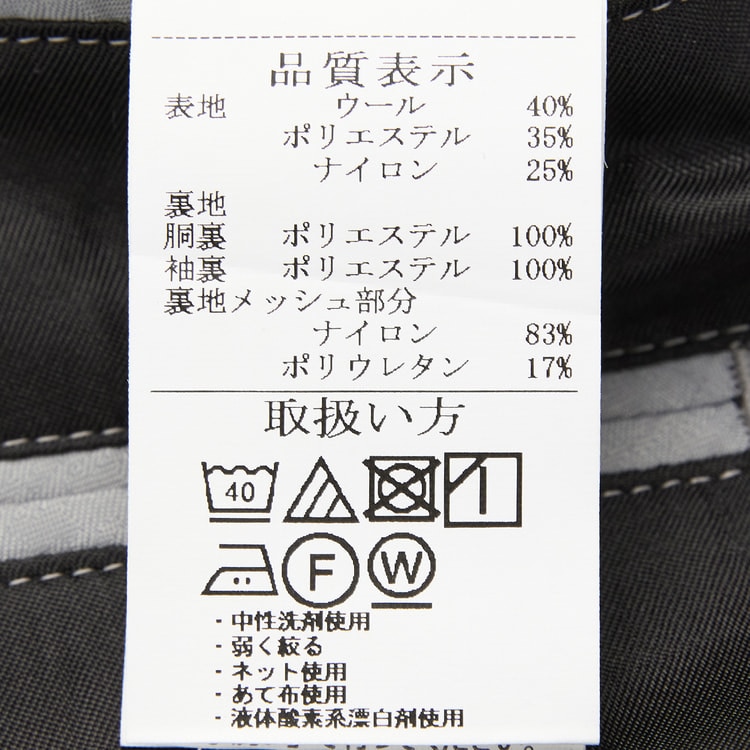 品質表示
表地 ウール 40%
ポリエステル 35%
ナイロン 25%
裏地
胴裏 ポリエステル 100%
袖裏 ポリエステル 100%
裏地メッシュ部分
ナイロン 83%
ポリウレタン 17%
取扱い方
40
F W
・中性洗剤使用
・弱く絞る
・ネット使用
・あて布使用
・液体酸素系漂白剤使用